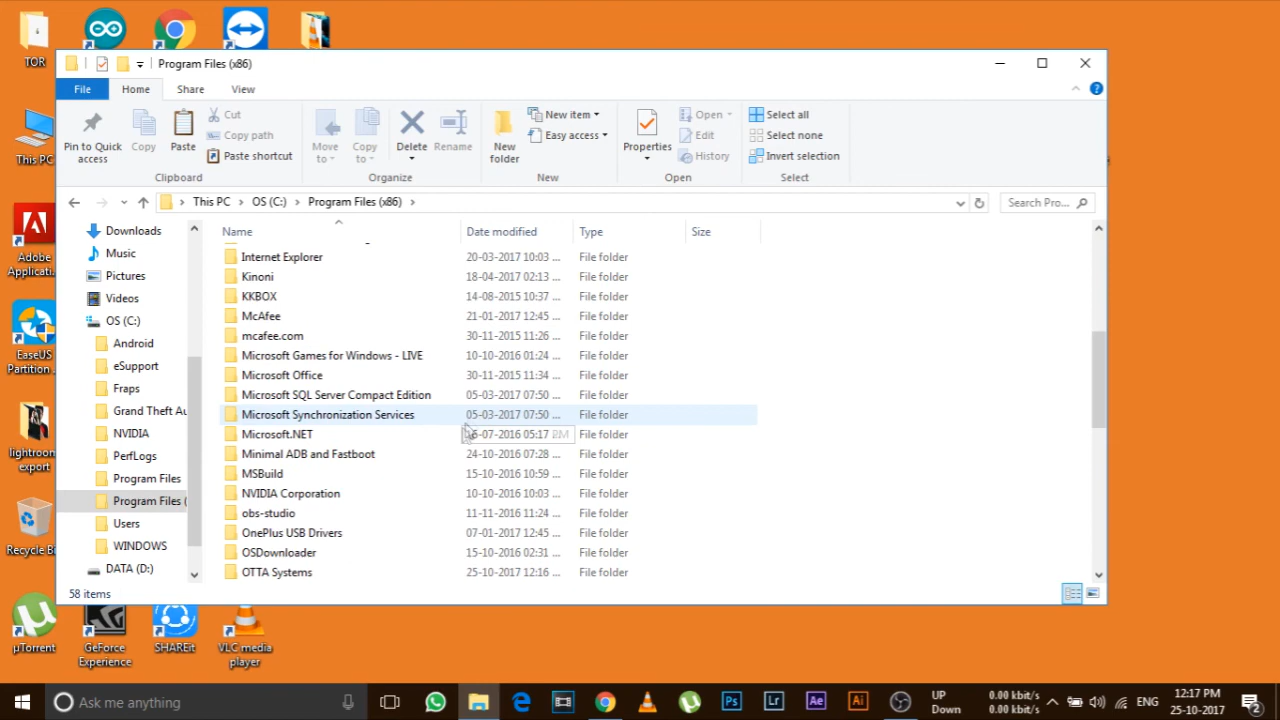 TOR
This PC
Adobe
Applicati...
EaseUS
Partition ...
lightroom
export
Recycle Bi
µTorrent
GeForce
Experience
SHAREit
VLC media
player
Program Files (x86)
File
Home
Share
View
Pin to Quick
access
Copy
Paste
Cut
Copy path
Paste shortcut
Clipboard
Move
to
Copy
to
Delete
Rename
Organize
New
folder
New item
Easy access
New
Properties
Open
Edit
History
Open
Select all
Select none
Invert selection
Select
This PC > OS (C:) > Program Files (x86) >
Search Pro...
Downloads
Music
Pictures
Videos
OS (C:)
Android
eSupport
Fraps
Grand Theft Au
NVIDIA
PerfLogs
Program Files
Program Files (
Users
WINDOWS
DATA (D:)
Name Date modified Type Size
Internet Explorer 20-03-2017 10:03 ... File folder
Kinoni 18-04-2017 02:13 ... File folder
KKBOX 14-08-2015 10:37 ... File folder
McAfee 21-01-2017 12:45 ... File folder
mcafee.com 30-11-2015 11:26 ... File folder
Microsoft Games for Windows - LIVE 10-10-2016 01:24 ... File folder
Microsoft Office 30-11-2015 11:34 ... File folder
Microsoft SQL Server Compact Edition 05-03-2017 07:50 ... File folder
Microsoft Synchronization Services 05-03-2017 07:50 ... File folder
Microsoft.NET 6-07-2016 05:17 PM File folder
Minimal ADB and Fastboot 24-10-2016 07:28 ... File folder
MSBuild 15-10-2016 10:59 ... File folder
NVIDIA Corporation 10-10-2016 10:03 ... File folder
obs-studio 11-11-2016 11:24 ... File folder
OnePlus USB Drivers 07-01-2017 12:45 ... File folder
OSDownloader 15-10-2016 02:31 ... File folder
OTTA Systems 25-10-2017 12:16 ... File folder
58 items
Ask me anything
Ps
Lr
Ae
Ai
UP 0.00 kbit/s
Down 0.00 kbit/s
ENG
12:17 PM
25-10-2017
2